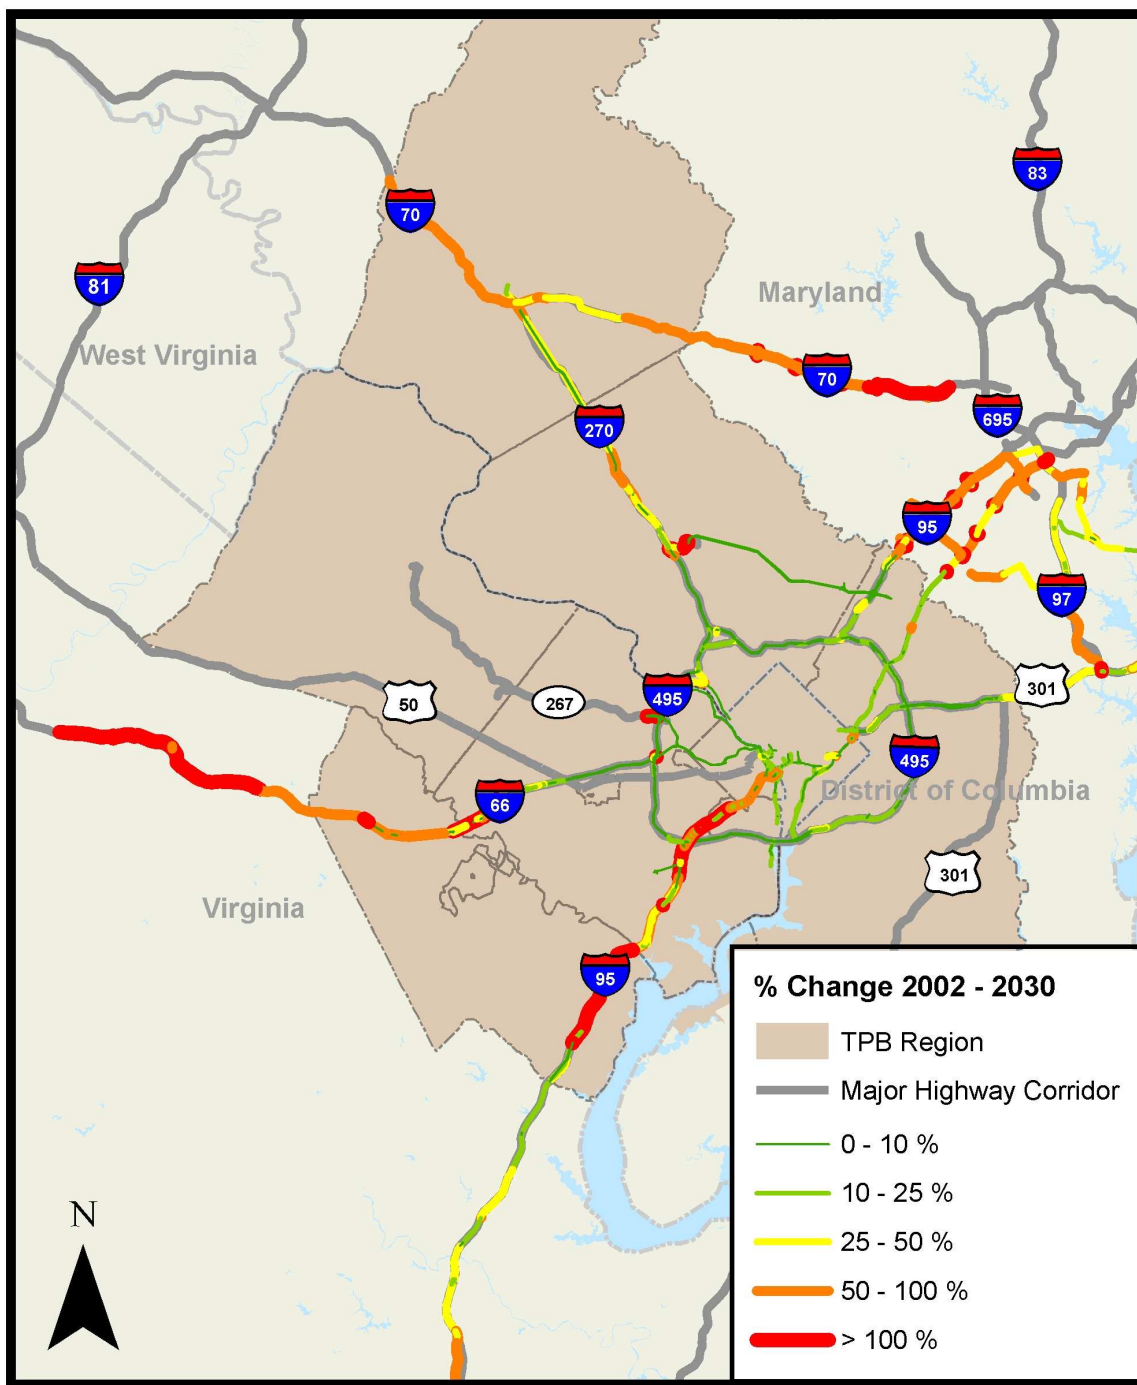 83
70
81
Maryland
West Virginia
70
695
270
95
97
301
495
50
267
495
66
District of Columbia
301
Virginia
95
% Change 2002 - 2030
TPB Region
Major Highway Corridor
0 - 10 %
10 - 25 %
25 - 50 %
50 - 100 %
> 100 %
N